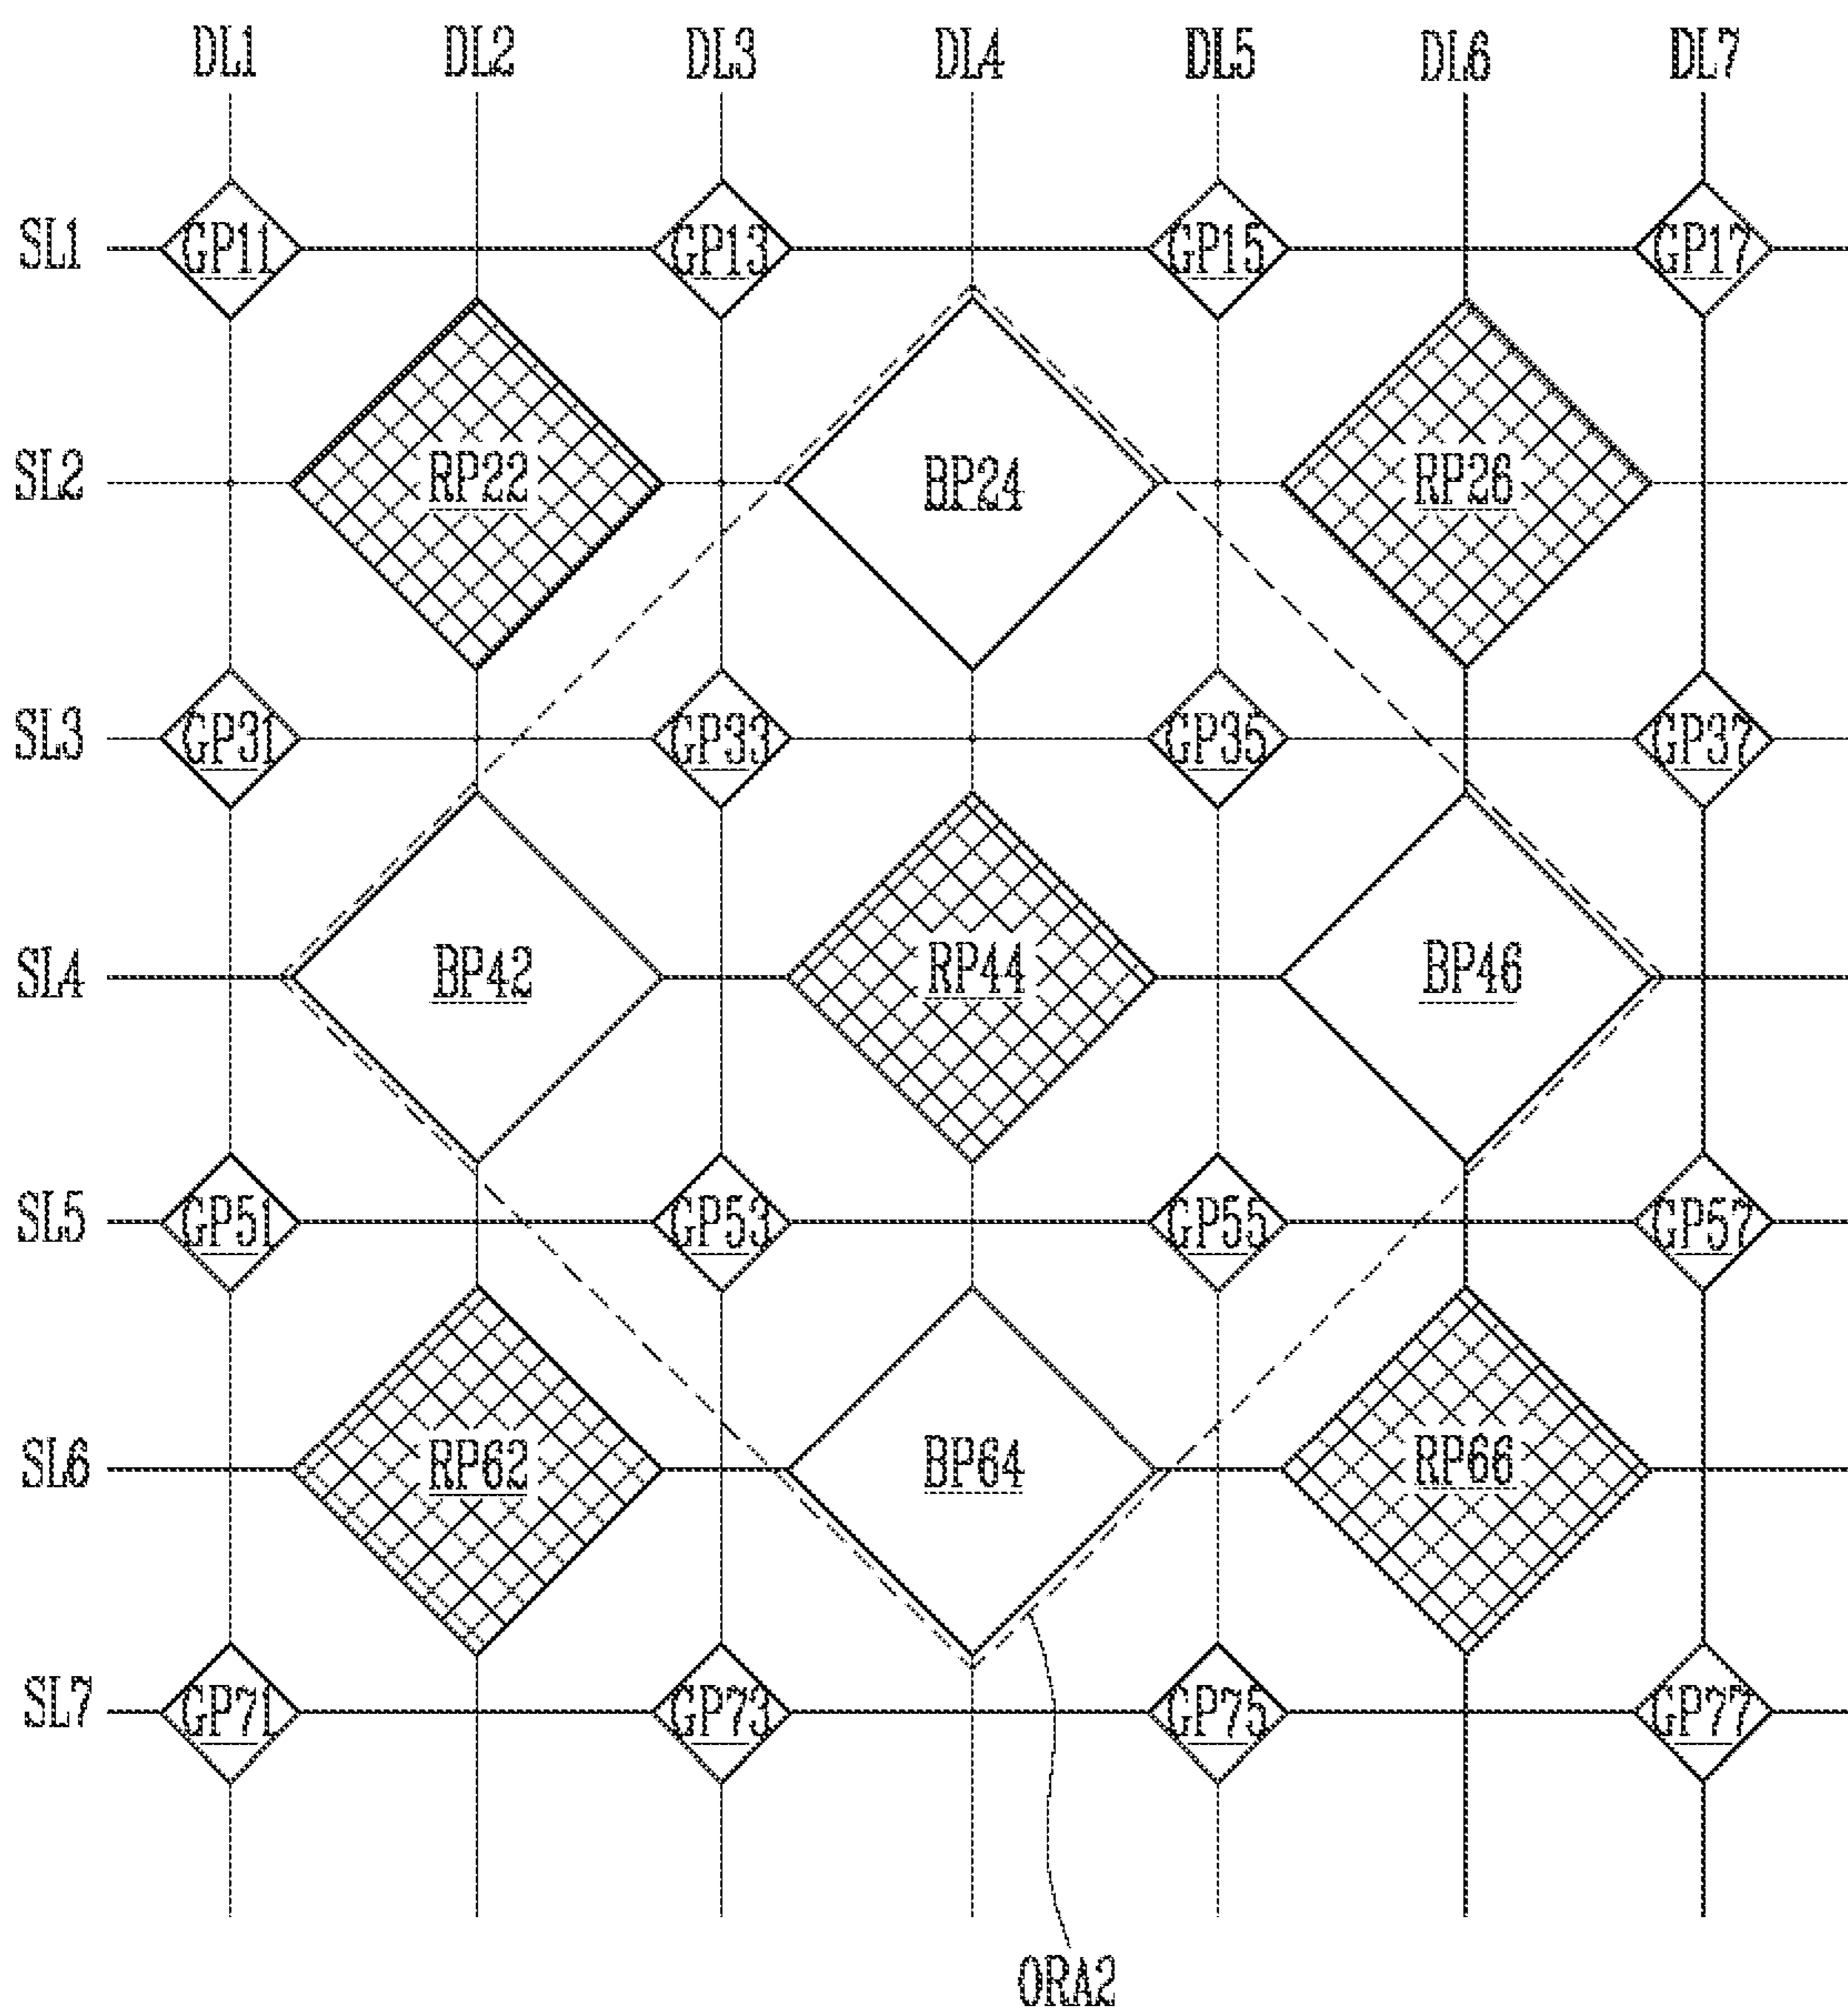 DL1 DL2 DL3 DL4 DL5 DL6 DL7
SL1 GP11 GP13 GP15 GP17
SL2 RP22 BP24 RP26
SL3 GP31 GP33 GP35 GP37
SL4 BP42 RP44 BP46
SL5 GP51 GP53 GP55 GP57
SL6 RP62 BP64 RP66
SL7 GP71 GP73 GP75 GP77
ORA2